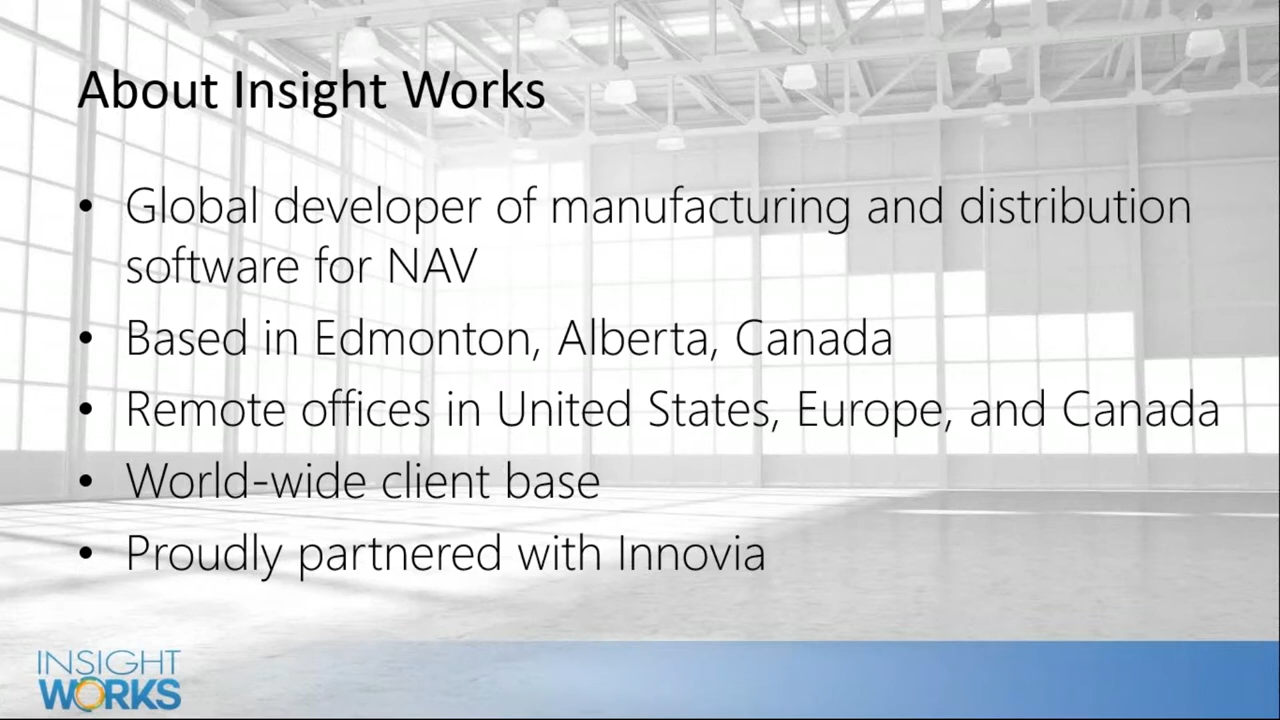 About Insight Works
• Global developer of manufacturing and distribution
software for NAV
• Based in Edmonton, Alberta, Canada
• Remote offices in United States, Europe, and Canada
• World-wide client base
• Proudly partnered with Innovia
INSIGHT
WORKS